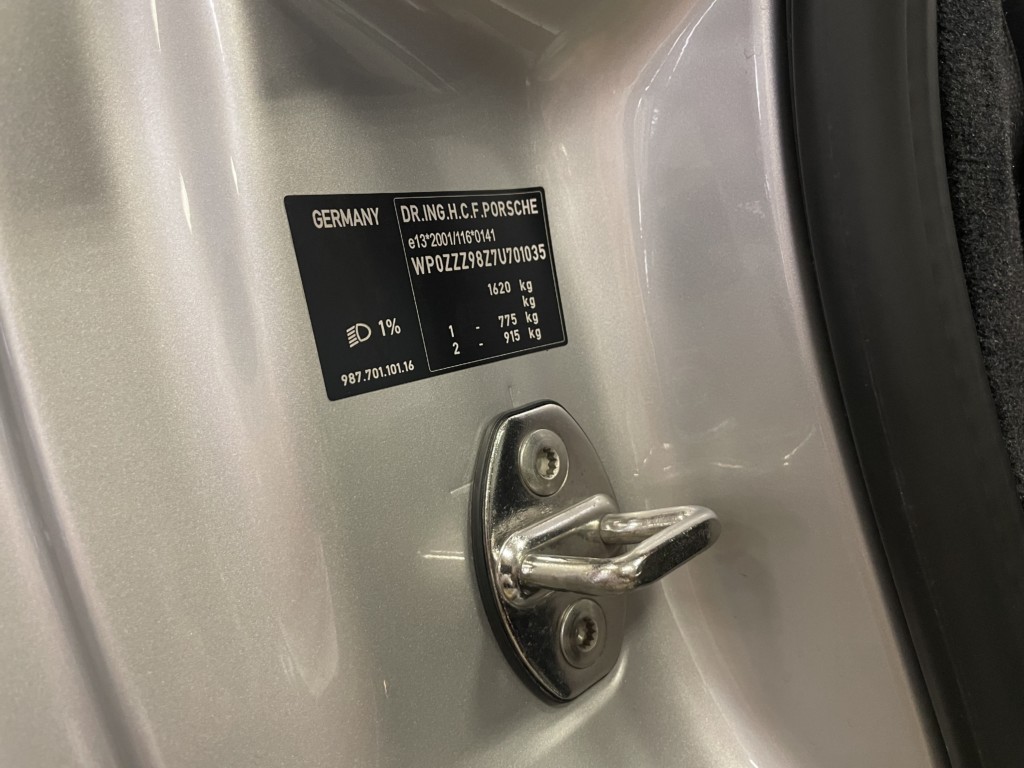 GERMANY
DR.ING.H.C.F.PORSCHE
e13*2001/116*0141
WP0ZZZ98Z7U701035
1620 kg
kg
1 - 775 kg
2 - 915 kg
1%
987.701.101.16